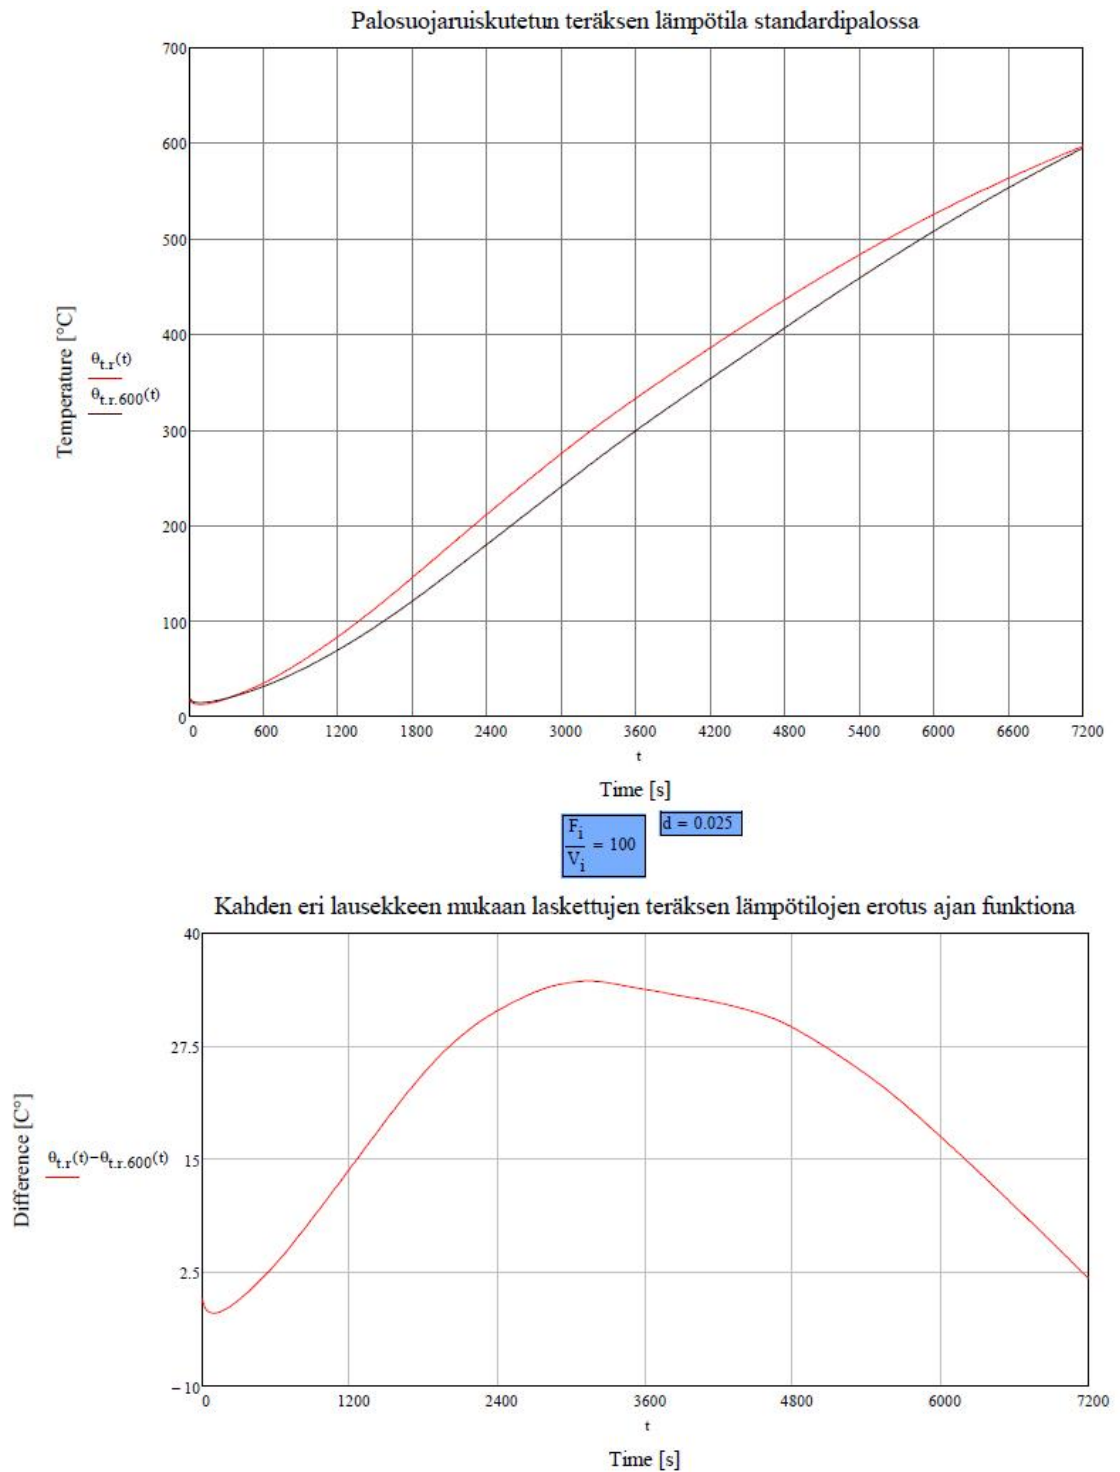 Palosuojaruiskutetun teräksen lämpötila standardipalossa
700
600
500
400
300
200
100
0
Temperature [°C]
θt.r(t)
θt.r.600(t)
0 600 1200 1800 2400 3000 3600 4200 4800 5400 6000 6600 7200
t
Time [s]
Fi
Vi
= 100
d = 0.025
Kahden eri lausekkeen mukaan laskettujen teräksen lämpötilojen erotus ajan funktiona
40
27.5
15
2.5
−10
Difference [C°]
θt.r(t)−θt.r.600(t)
0 1200 2400 3600 4800 6000 7200
t
Time [s]